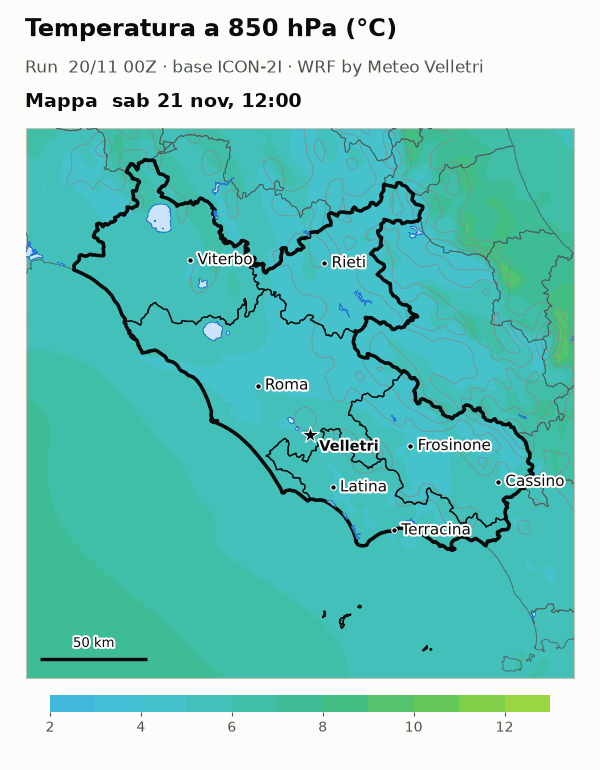 Temperatura a 850 hPa (°C)
Run  20/11 00Z · base ICON-2I · WRF by Meteo Velletri
Mappa  sab 21 nov, 12:00
Viterbo
Rieti
Roma
Velletri
Frosinone
Latina
Cassino
Terracina
50 km
2 4 6 8 10 12